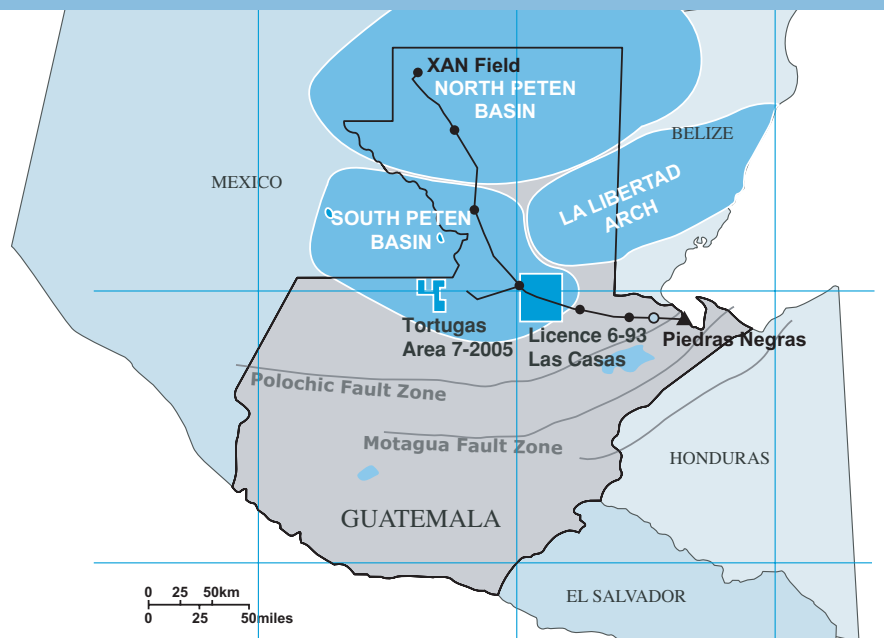 XAN Field
NORTH PETEN
BASIN
BELIZE
MEXICO
LA LIBERTAD
ARCH
SOUTH PETEN
BASIN
Tortugas
Area 7-2005
Licence 6-93
Las Casas
Piedras Negras
Polochic Fault Zone
Motagua Fault Zone
HONDURAS
GUATEMALA
EL SALVADOR
0 25 50km
0 25 50miles